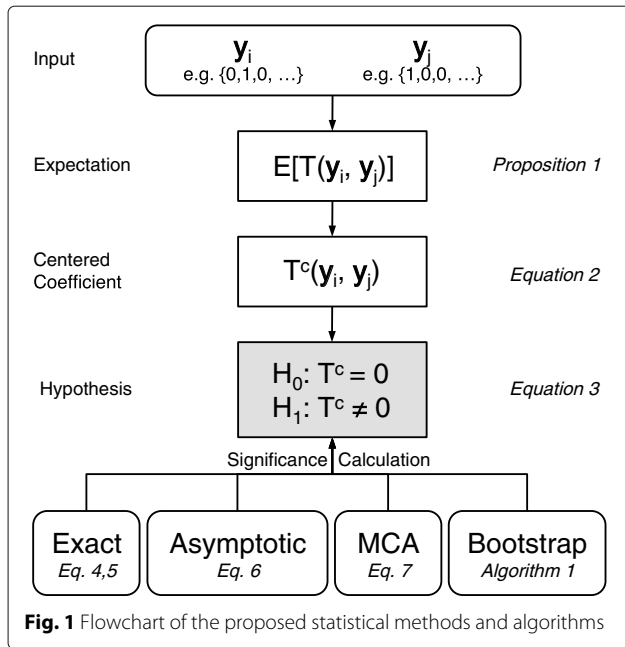 Input
y_i y_j
e.g. {0,1,0, …} e.g. {1,0,0, …}
Expectation E[T(y_i, y_j)] Proposition 1
Centered
Coefficient
T^c(y_i, y_j) Equation 2
Hypothesis
H_0: T^c = 0
H_1: T^c ≠ 0
Equation 3
Significance Calculation
Exact Asymptotic MCA Bootstrap
Eq. 4,5 Eq. 6 Eq. 7 Algorithm 1
Fig. 1 Flowchart of the proposed statistical methods and algorithms